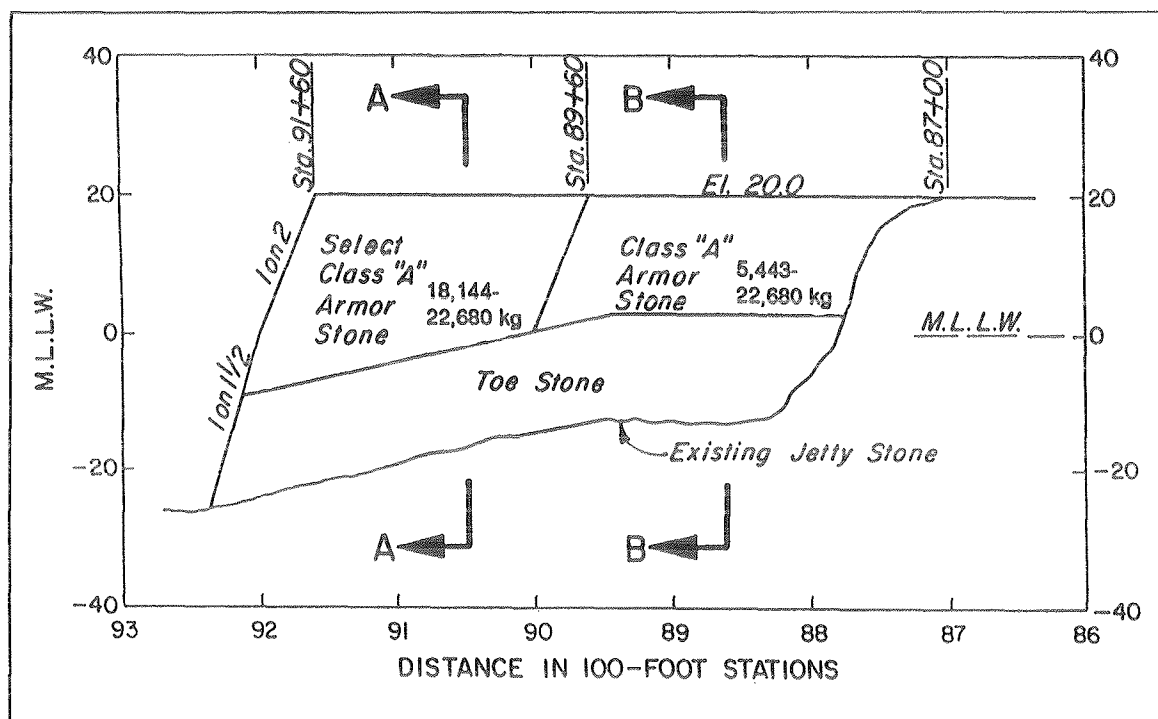 40
20
0
-20
-40
M.L.L.W.
Sta. 91+60
A
Sta. 89+60
B
Sta. 87+00
40
20
0
-20
-40
El. 20.0
1 on 2
1 on 1 1/2
Select
Class "A"
Armor
Stone
18,144-
22,680 kg
Class "A"
Armor
Stone
5,443-
22,680 kg
M.L.L.W.
Toe Stone
Existing Jetty Stone
A
B
93 92 91 90 89 88 87 86
DISTANCE IN 100-FOOT STATIONS